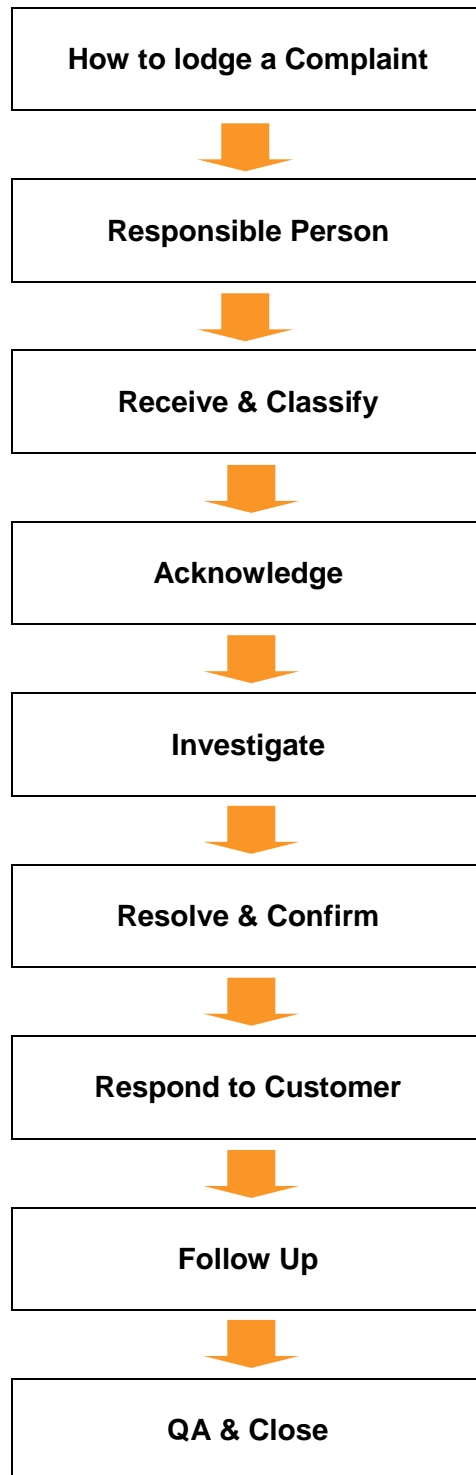 How to lodge a Complaint
Responsible Person
Receive & Classify
Acknowledge
Investigate
Resolve & Confirm
Respond to Customer
Follow Up
QA & Close